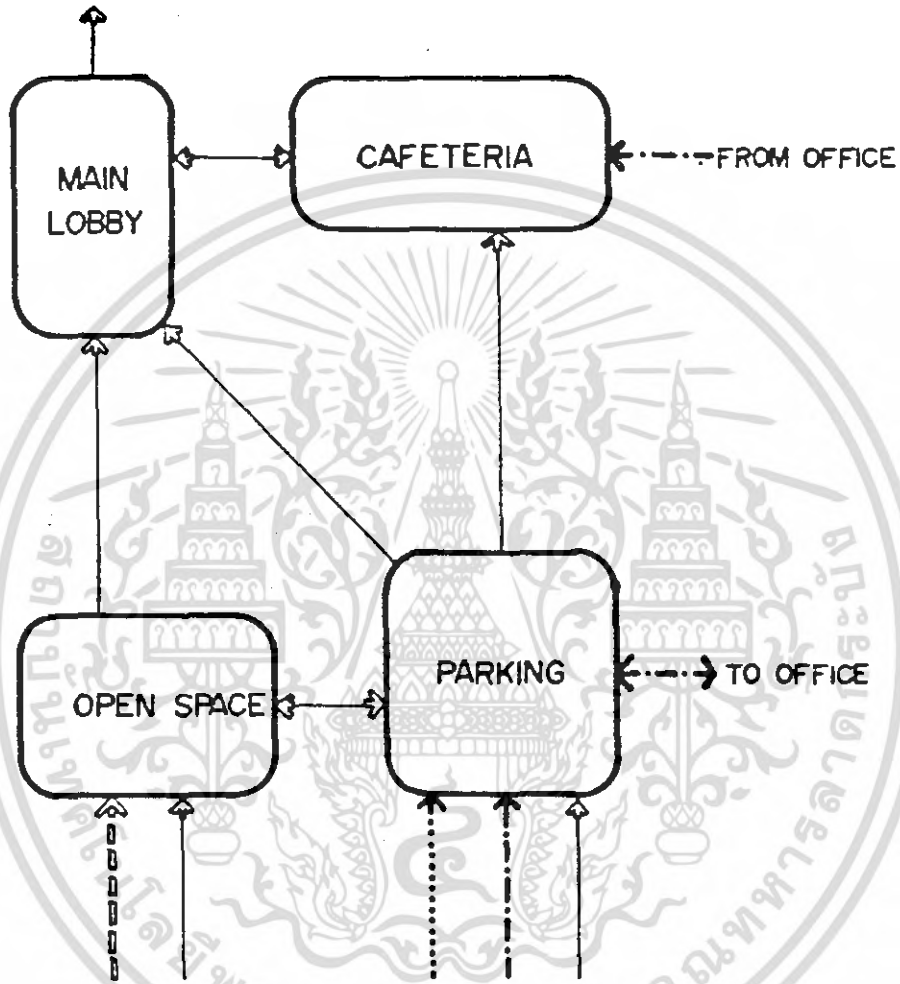 MAIN
LOBBY
CAFETERIA
FROM OFFICE
OPEN SPACE
PARKING
TO OFFICE